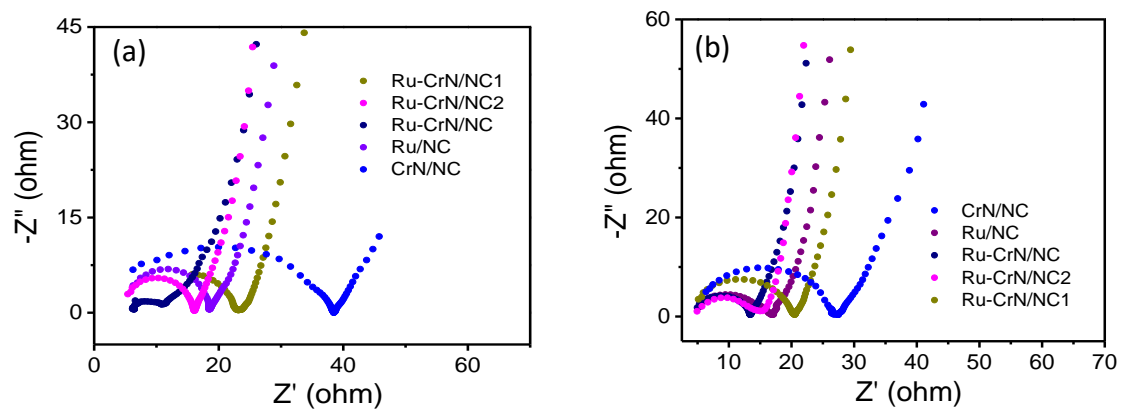 (a)
45
30
15
0
-Z" (ohm)
Ru-CrN/NC1
Ru-CrN/NC2
Ru-CrN/NC
Ru/NC
CrN/NC
0 20 40 60
Z' (ohm)
(b)
60
40
20
0
-Z" (ohm)
CrN/NC
Ru/NC
Ru-CrN/NC
Ru-CrN/NC2
Ru-CrN/NC1
10 20 30 40 50 60 70
Z' (ohm)